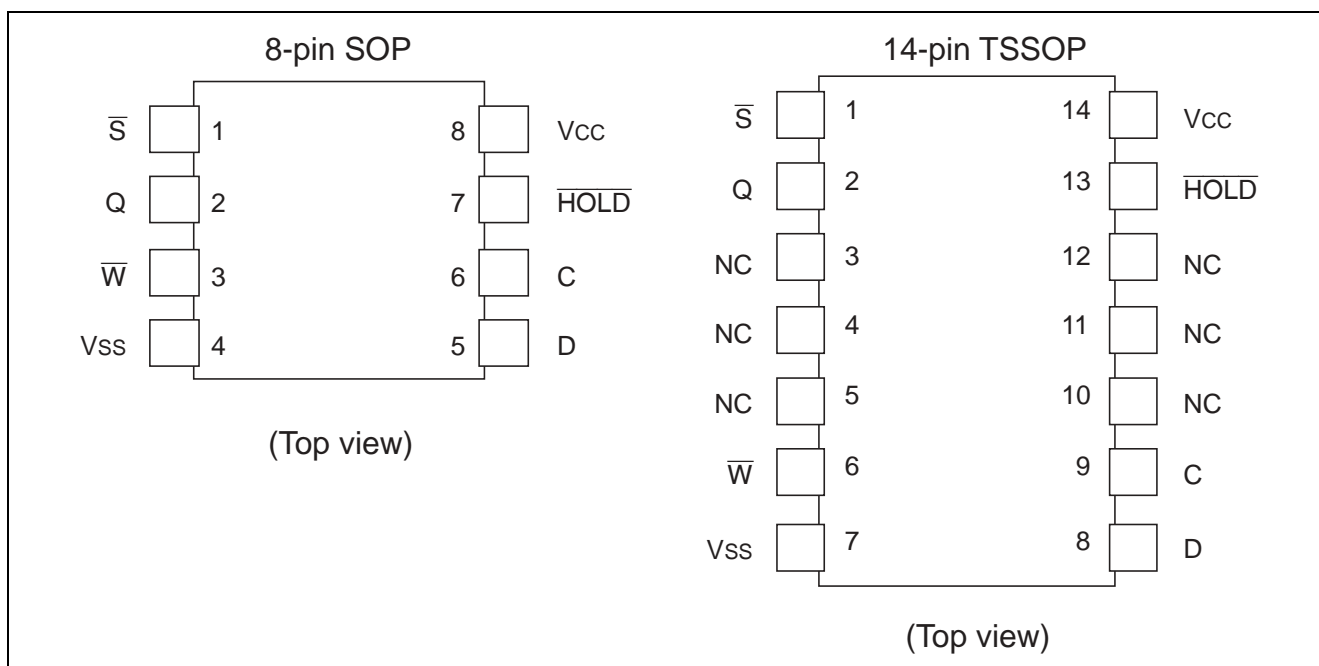 8-pin SOP
S̅ 1 8 VCC
Q 2 7 H̅O̅L̅D̅
W̅ 3 6 C
VSS 4 5 D
(Top view)
14-pin TSSOP
S̅ 1 14 VCC
Q 2 13 H̅O̅L̅D̅
NC 3 12 NC
NC 4 11 NC
NC 5 10 NC
W̅ 6 9 C
VSS 7 8 D
(Top view)